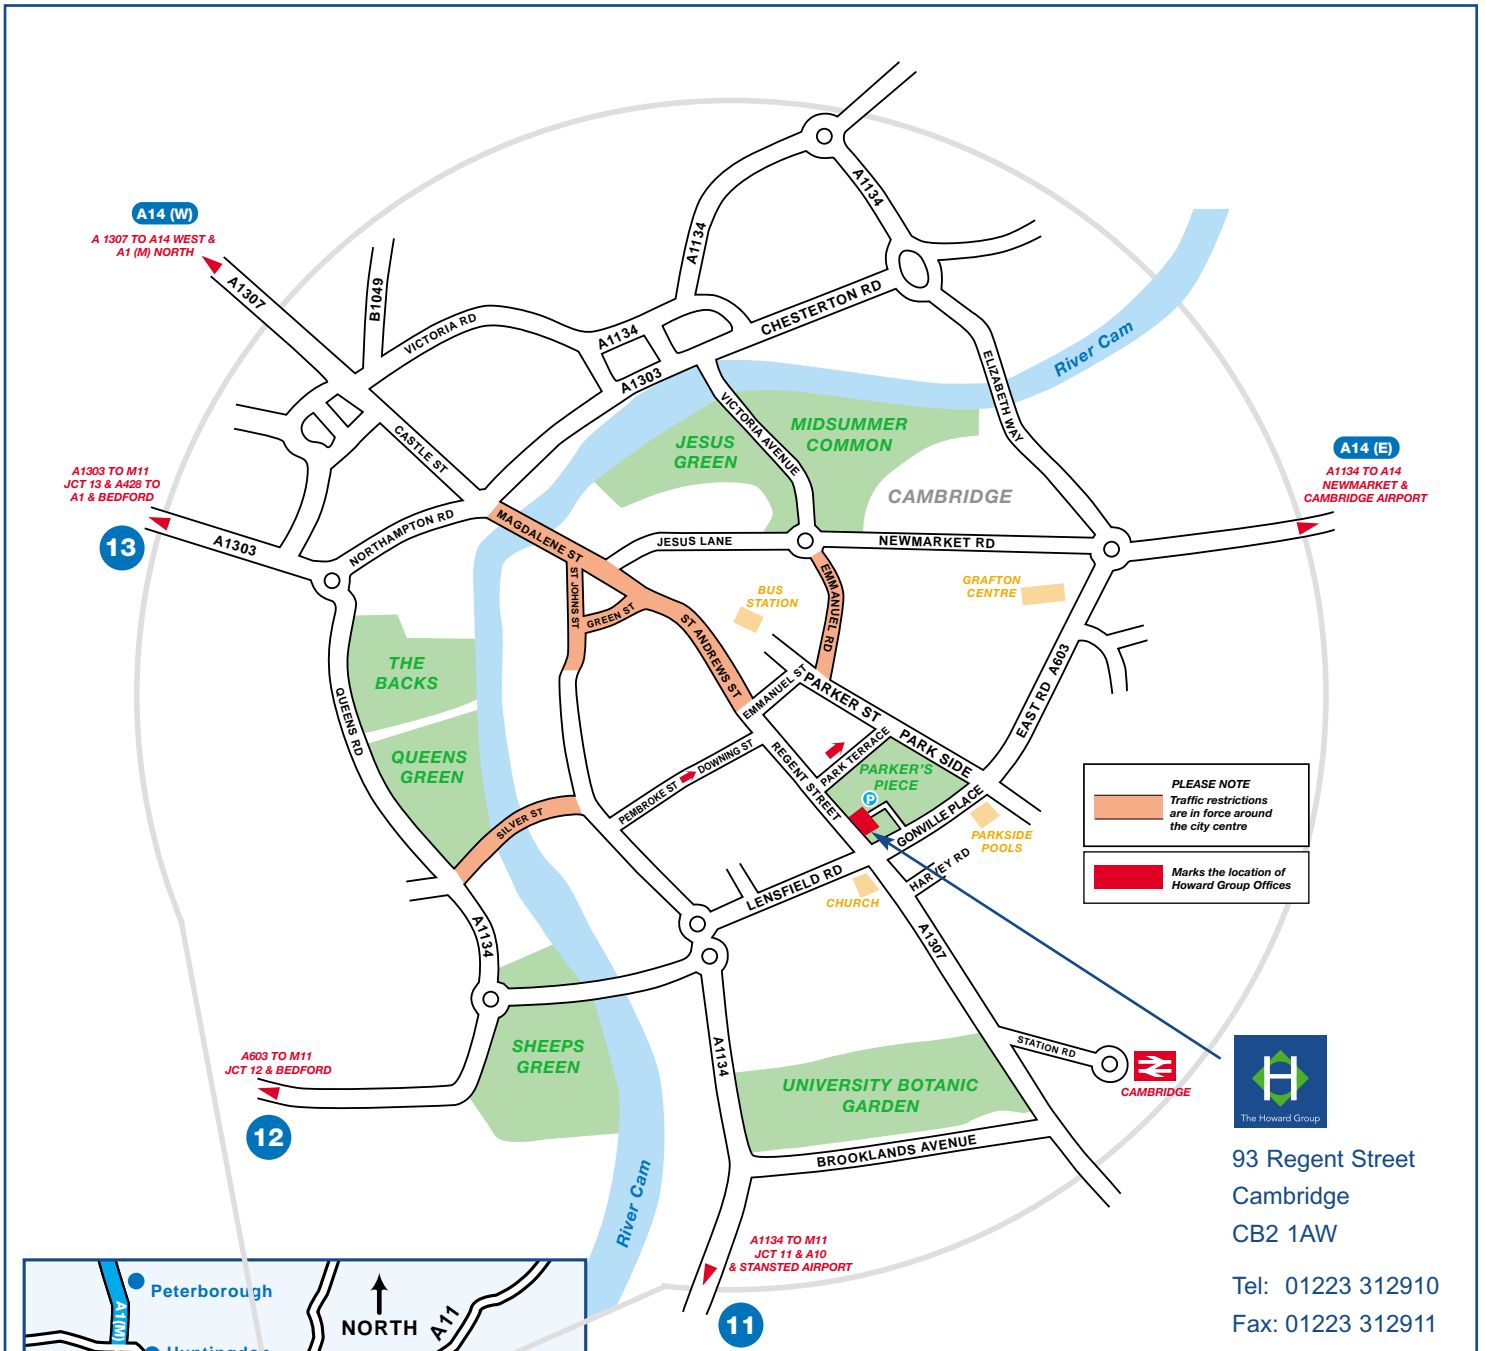 A14 (W)
A 1307 TO A14 WEST &
A1 (M) NORTH
A1307
B1049
VICTORIA RD
A1134
A1134
A1134
CHESTERTON RD
A1303
River Cam
ELIZABETH WAY
VICTORIA AVENUE
JESUS
GREEN
MIDSUMMER
COMMON
CAMBRIDGE
A14 (E)
A1134 TO A14
NEWMARKET &
CAMBRIDGE AIRPORT
CASTLE ST
A1303 TO M11
JCT 13 & A428 TO
A1 & BEDFORD
13
A1303
NORTHAMPTON RD
MAGDALENE ST
JESUS LANE
NEWMARKET RD
ST JOHNS ST
GREEN ST
ST ANDREWS ST
BUS
STATION
EMMANUEL RD
GRAFTON
CENTRE
THE
BACKS
QUEENS RD
QUEENS
GREEN
EMMANUEL ST
PARKER ST
PARK SIDE
EAST RD A603
PARK TERRACE
PARKER'S
PIECE
P
REGENT STREET
DOWNING ST
PEMBROKE ST
SILVER ST
GONVILLE PLACE
PARKSIDE
POOLS
HARVEY RD
LENSFIELD RD
CHURCH
PLEASE NOTE
Traffic restrictions
are in force around
the city centre
Marks the location of
Howard Group Offices
A1134
A1307
SHEEPS
GREEN
A1134
STATION RD
CAMBRIDGE
UNIVERSITY BOTANIC
GARDEN
BROOKLANDS AVENUE
A603 TO M11
JCT 12 & BEDFORD
12
River Cam
A1134 TO M11
JCT 11 & A10
& STANSTED AIRPORT
11
H
The Howard Group
93 Regent Street
Cambridge
CB2 1AW
Tel: 01223 312910
Fax: 01223 312911
Peterborough
A1(M)
NORTH
A11
Huntingdon